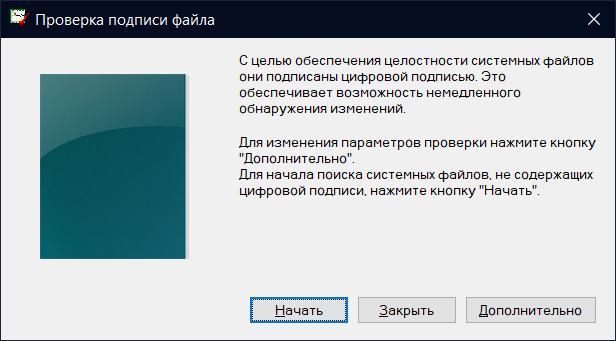 Проверка подписи файла
С целью обеспечения целостности системных файлов
они подписаны цифровой подписью. Это
обеспечивает возможность немедленного
обнаружения изменений.
Для изменения параметров проверки нажмите кнопку
"Дополнительно".
Для начала поиска системных файлов, не содержащих
цифровой подписи, нажмите кнопку "Начать".
Начать
Закрыть
Дополнительно